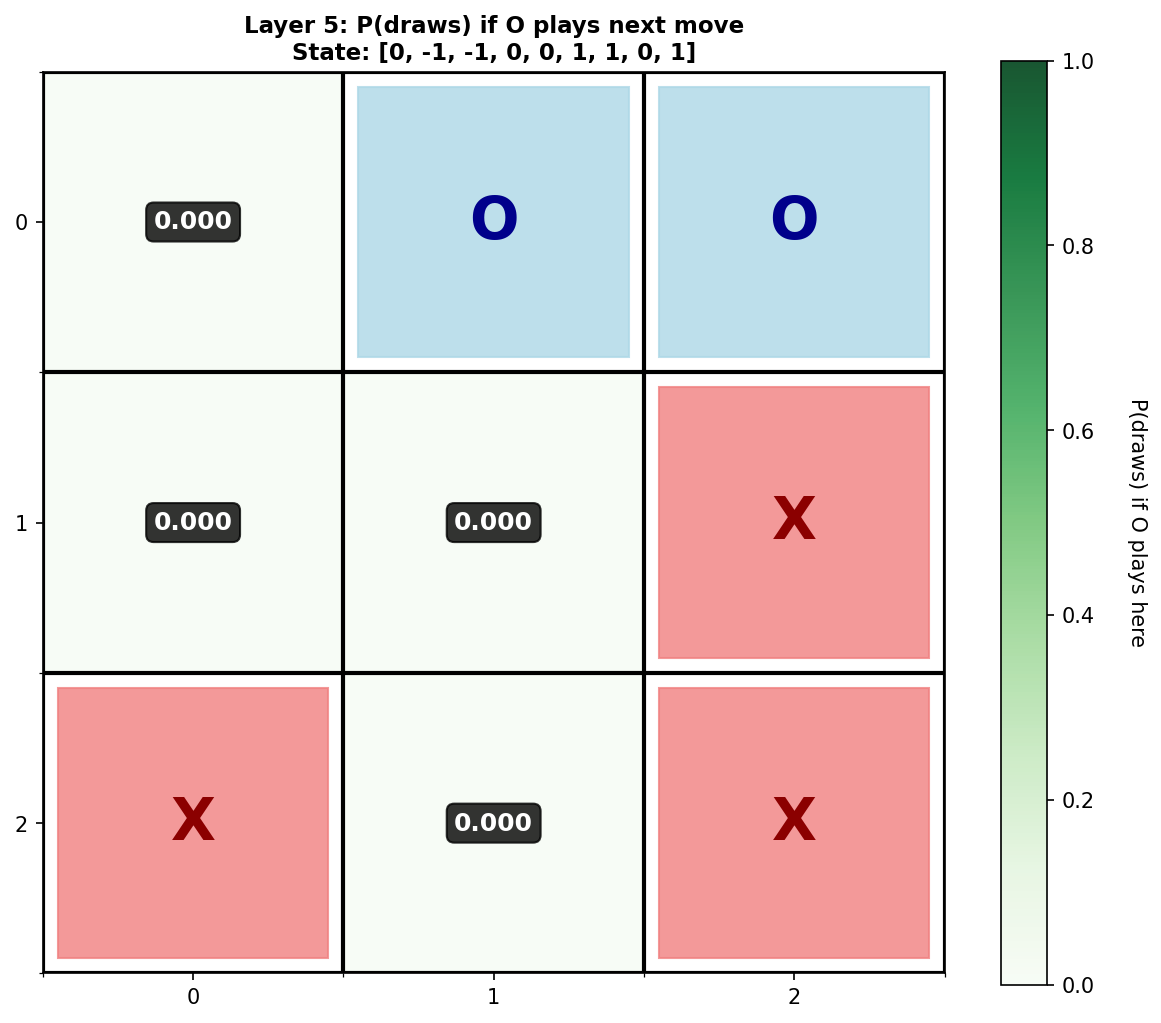 Layer 5: P(draws) if O plays next move
State: [0, -1, -1, 0, 0, 1, 1, 0, 1]
1.0
0.8
0.6
0.4
0.2
0.0
P(draws) if O plays here
0
0.000
O
O
1
0.000
0.000
X
2
X
0.000
X
0
1
2